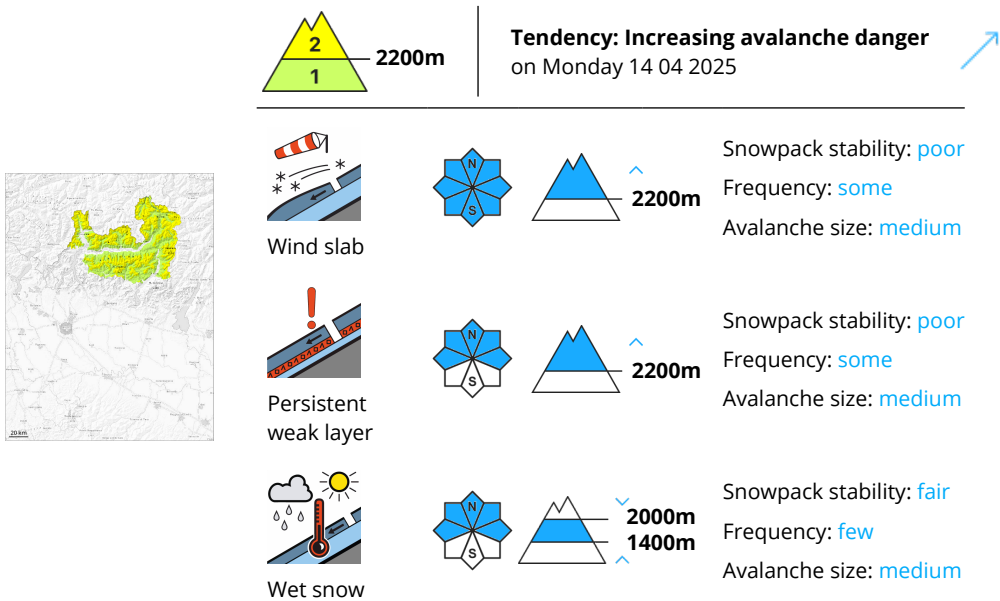 2
1
2200m
Tendency: Increasing avalanche danger
on Monday 14 04 2025
20 km
Wind slab
N
S
2200m
Snowpack stability: poor
Frequency: some
Avalanche size: medium
Persistent
weak layer
N
S
2200m
Snowpack stability: poor
Frequency: some
Avalanche size: medium
Wet snow
N
S
2000m
1400m
Snowpack stability: fair
Frequency: few
Avalanche size: medium